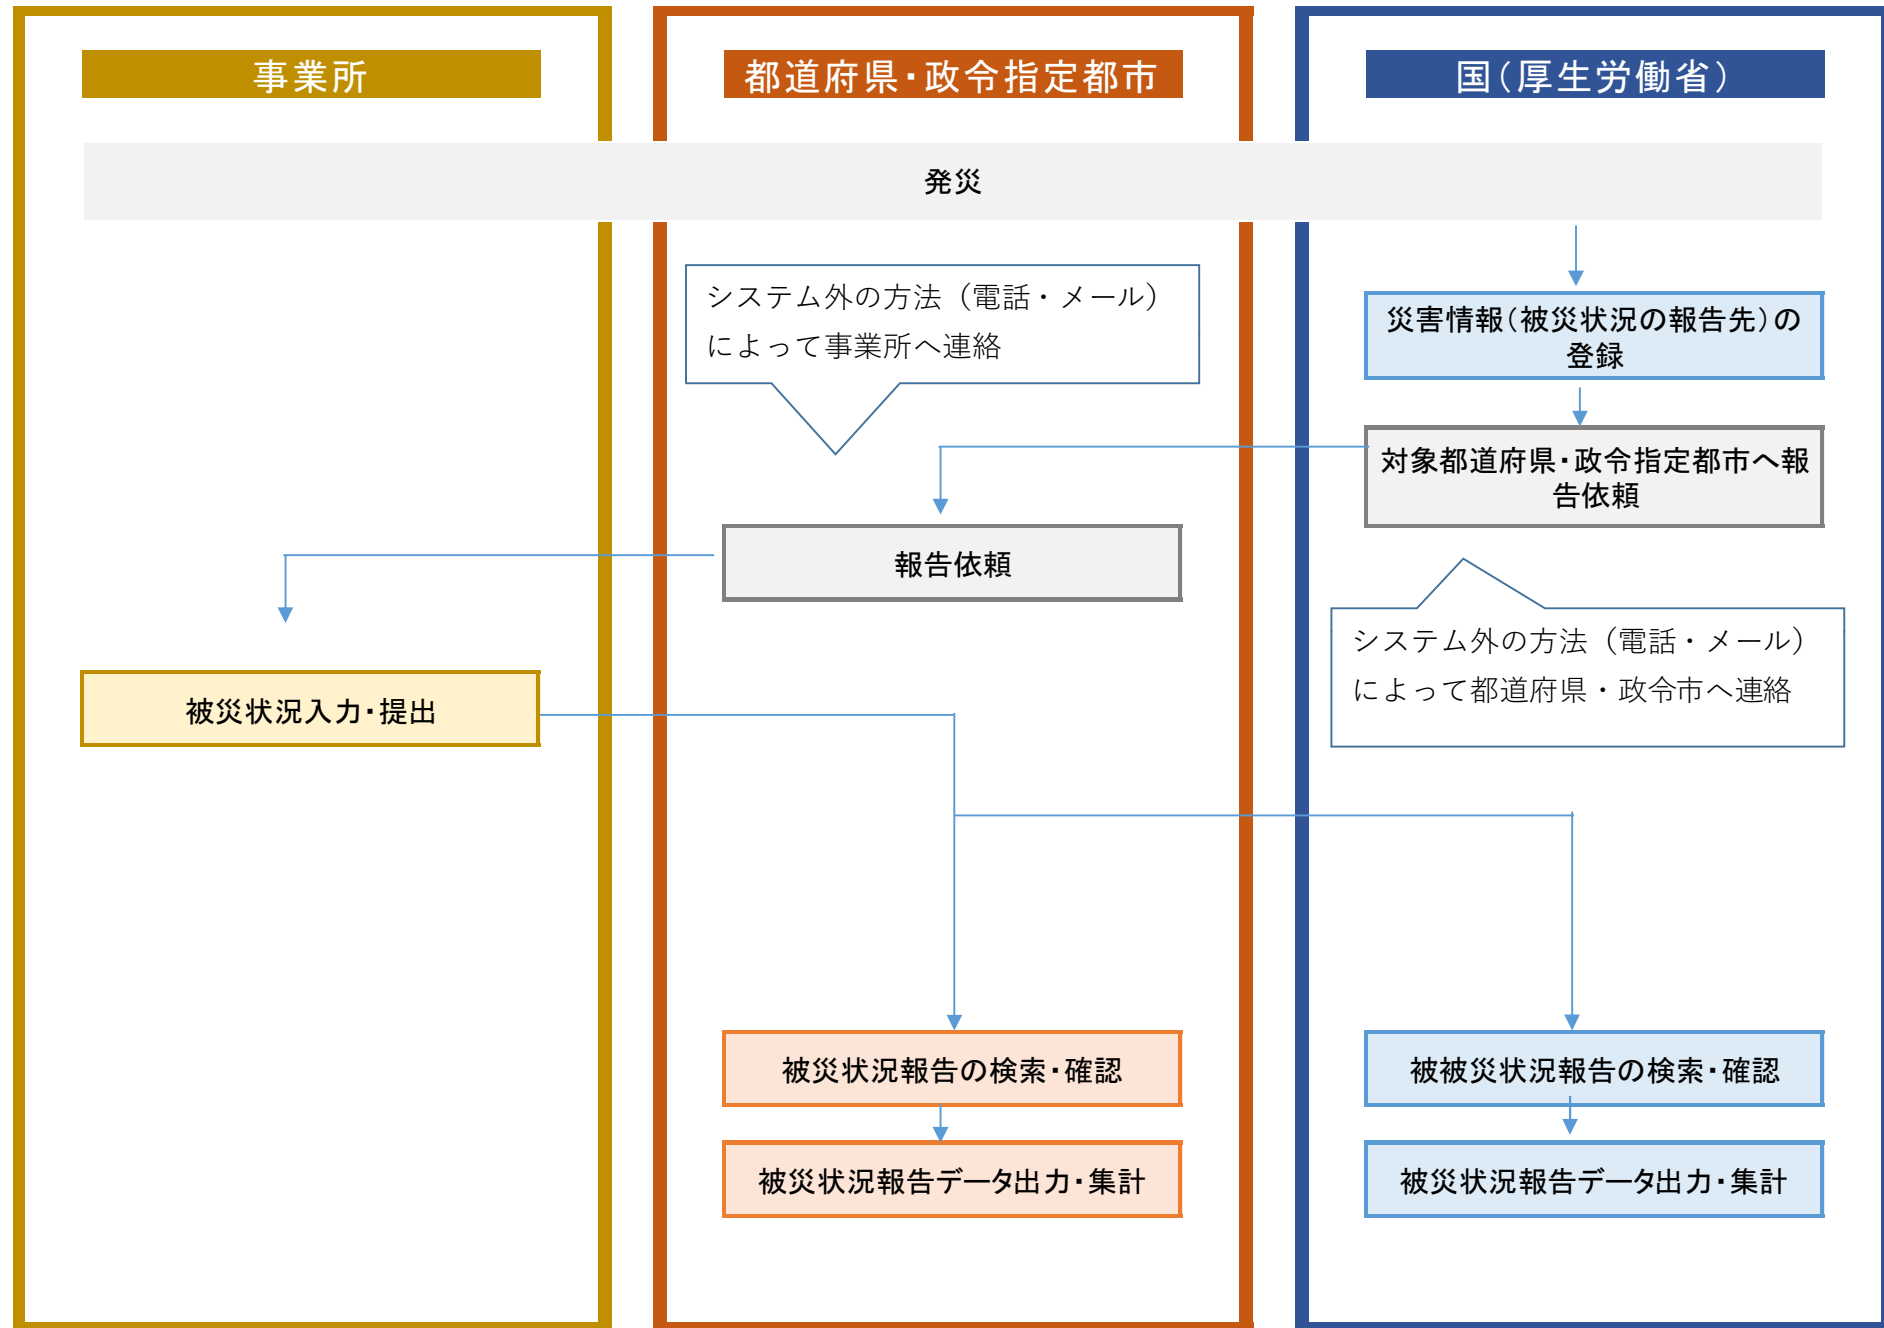 事業所
都道府県・政令指定都市
国(厚生労働省)
発災
システム外の方法（電話・メール）
によって事業所へ連絡
災害情報(被災状況の報告先)の
登録
対象都道府県・政令指定都市へ報
告依頼
報告依頼
システム外の方法（電話・メール）
によって都道府県・政令市へ連絡
被災状況入力・提出
被災状況報告の検索・確認
被被災状況報告の検索・確認
被災状況報告データ出力・集計
被災状況報告データ出力・集計